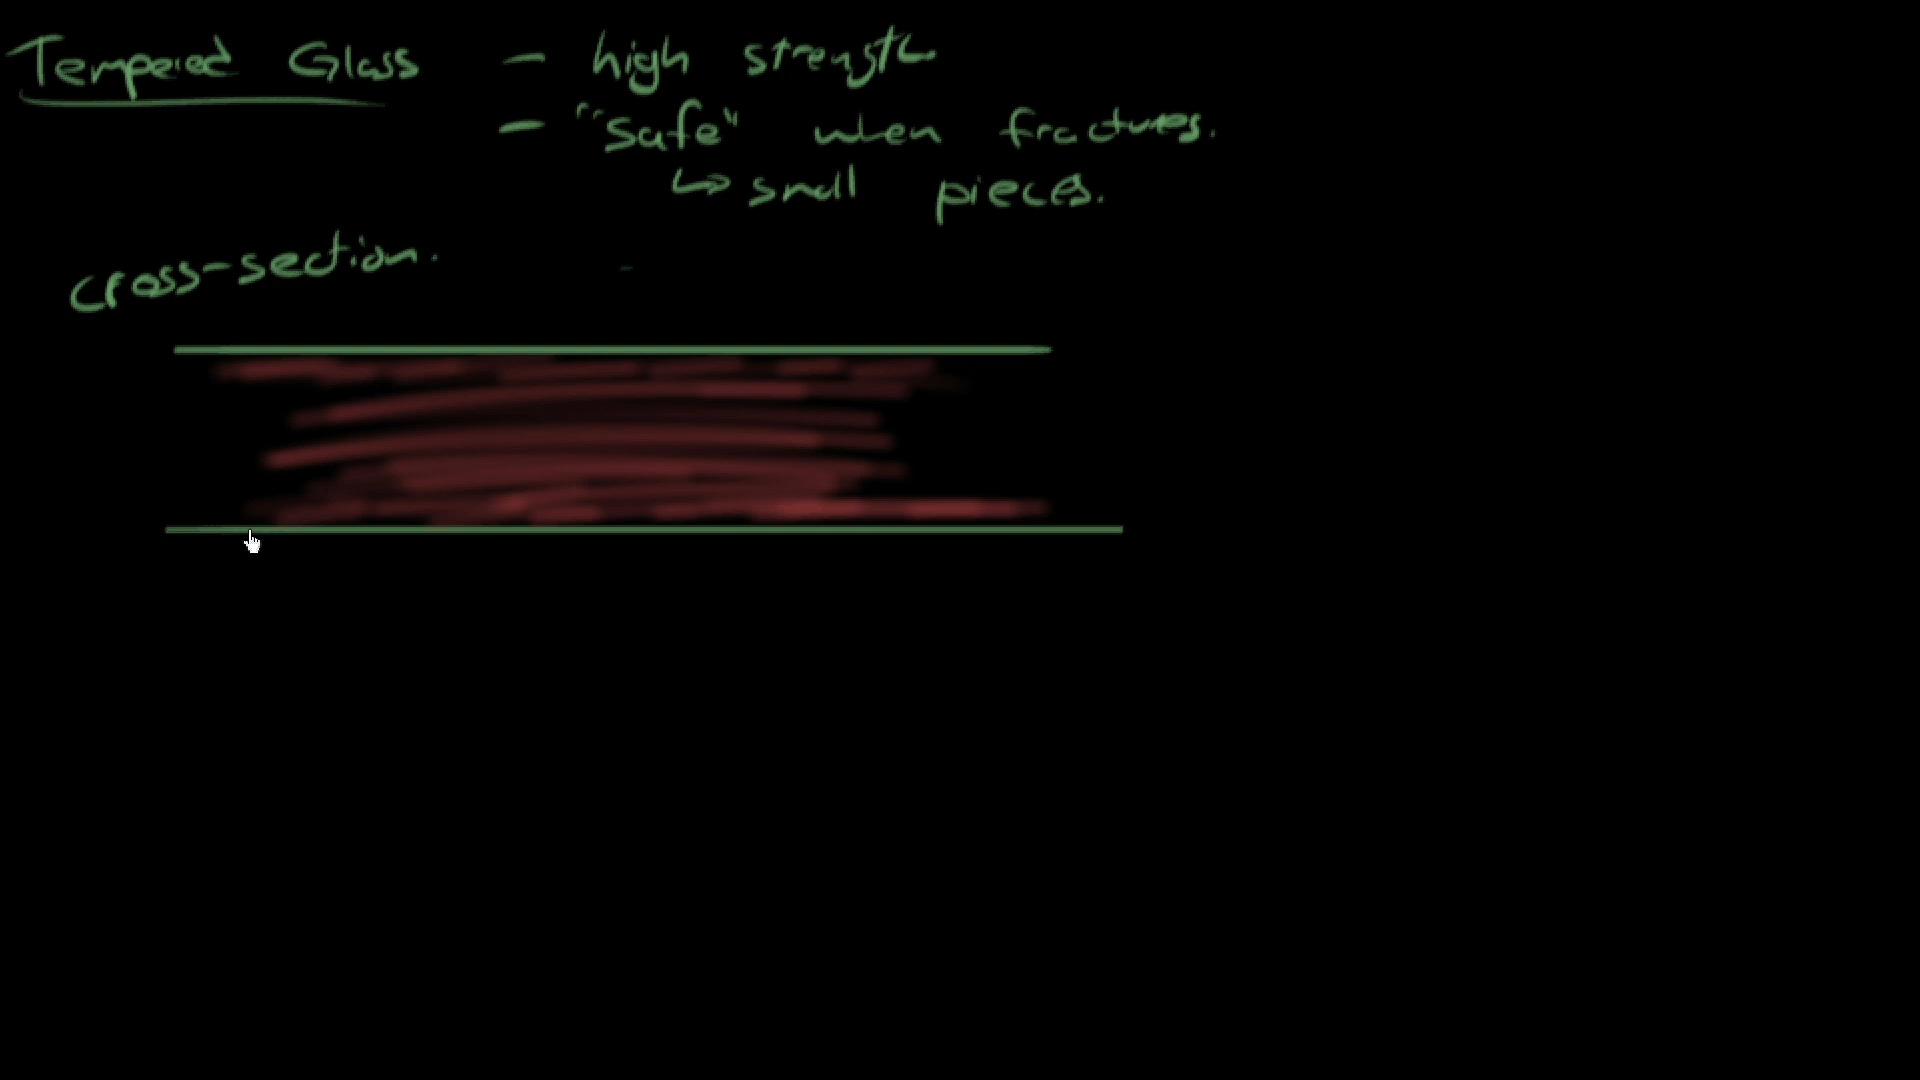 Tempered Glass - high strength
- "Safe" when fractures.
↳ small pieces.
cross-section.